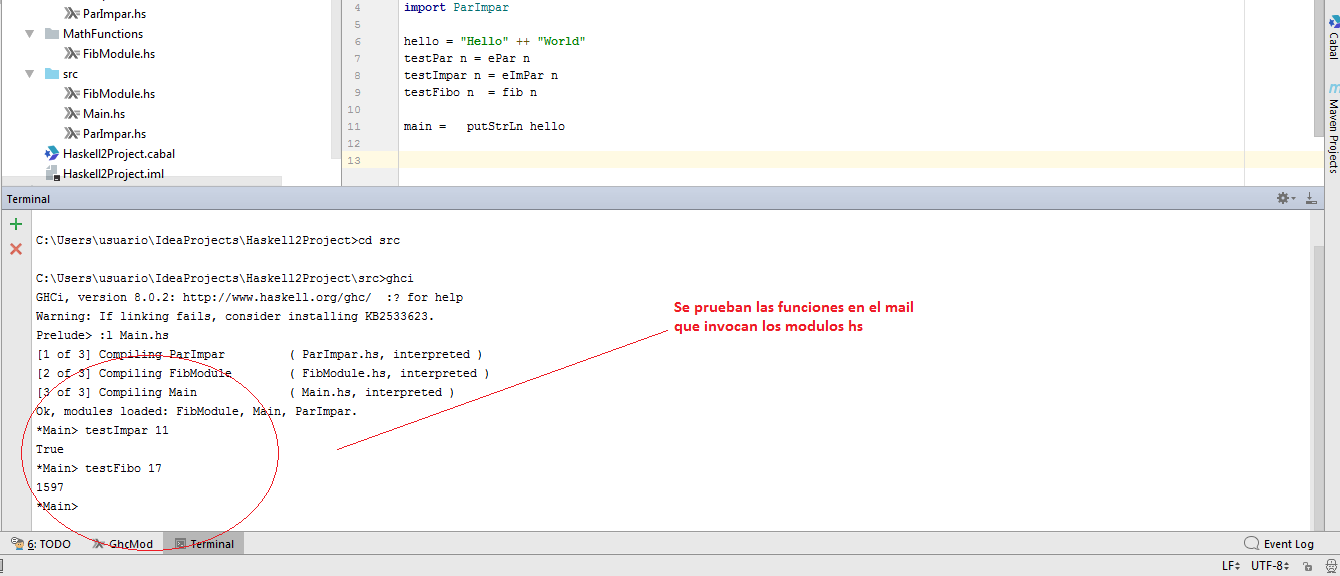 ParImpar.hs
MathFunctions
FibModule.hs
src
FibModule.hs
Main.hs
ParImpar.hs
Haskell2Project.cabal
Haskell2Project.iml
4 import ParImpar
5
6 hello = "Hello" ++ "World"
7 testPar n = ePar n
8 testImpar n = eImPar n
9 testFibo n  = fib n
10
11 main =   putStrLn hello
12
13
Cabal
Maven Projects
Terminal
C:\Users\usuario\IdeaProjects\Haskell2Project>cd src
C:\Users\usuario\IdeaProjects\Haskell2Project\src>ghci
GHCi, version 8.0.2: http://www.haskell.org/ghc/  :? for help
Warning: If linking fails, consider installing KB2533623.
Prelude> :l Main.hs
[1 of 3] Compiling ParImpar         ( ParImpar.hs, interpreted )
[2 of 3] Compiling FibModule        ( FibModule.hs, interpreted )
[3 of 3] Compiling Main             ( Main.hs, interpreted )
Ok, modules loaded: FibModule, Main, ParImpar.
*Main> testImpar 11
True
*Main> testFibo 17
1597
*Main>
Se prueban las funciones en el mail
que invocan los modulos hs
6: TODO GhcMod Terminal Event Log
LF UTF-8